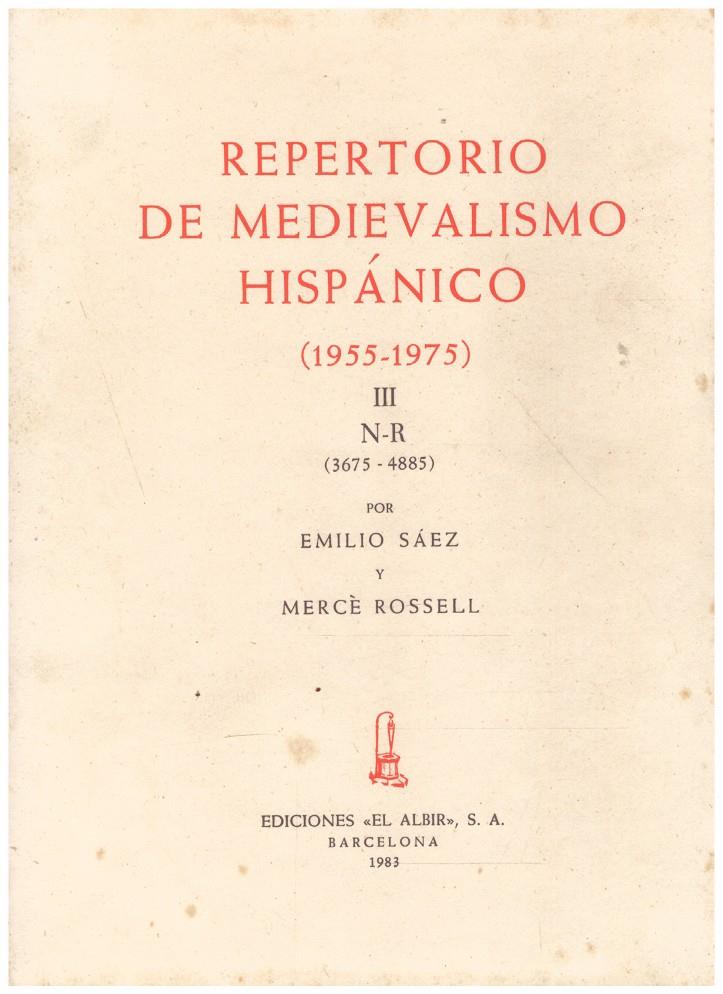 REPERTORIO
DE MEDIEVALISMO
HISPÁNICO
(1955-1975)
III
N-R
(3675 - 4885)
POR
EMILIO SÁEZ
Y
MERCÈ ROSSELL
EDICIONES «EL ALBIR», S. A.
BARCELONA
1983